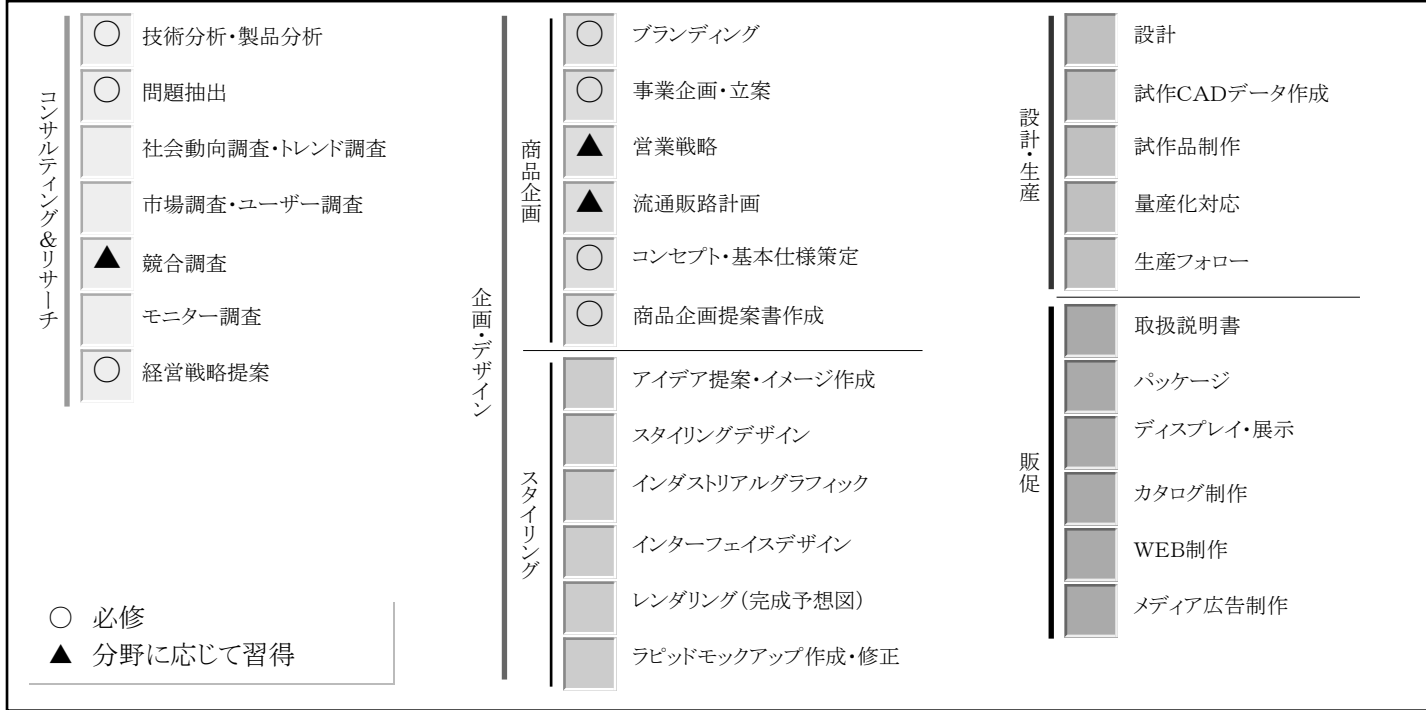 コンサルティング&リサーチ
○ 技術分析・製品分析
○ 問題抽出
社会動向調査・トレンド調査
市場調査・ユーザー調査
▲ 競合調査
モニター調査
○ 経営戦略提案
企画・デザイン
商品企画
○ ブランディング
○ 事業企画・立案
▲ 営業戦略
▲ 流通販路計画
○ コンセプト・基本仕様策定
○ 商品企画提案書作成
スタイリング
アイデア提案・イメージ作成
スタイリングデザイン
インダストリアルグラフィック
インターフェイスデザイン
レンダリング(完成予想図)
ラピッドモックアップ作成・修正
設計・生産
設計
試作CADデータ作成
試作品制作
量産化対応
生産フォロー
販促
取扱説明書
パッケージ
ディスプレイ・展示
カタログ制作
WEB制作
メディア広告制作
○ 必修
▲ 分野に応じて習得